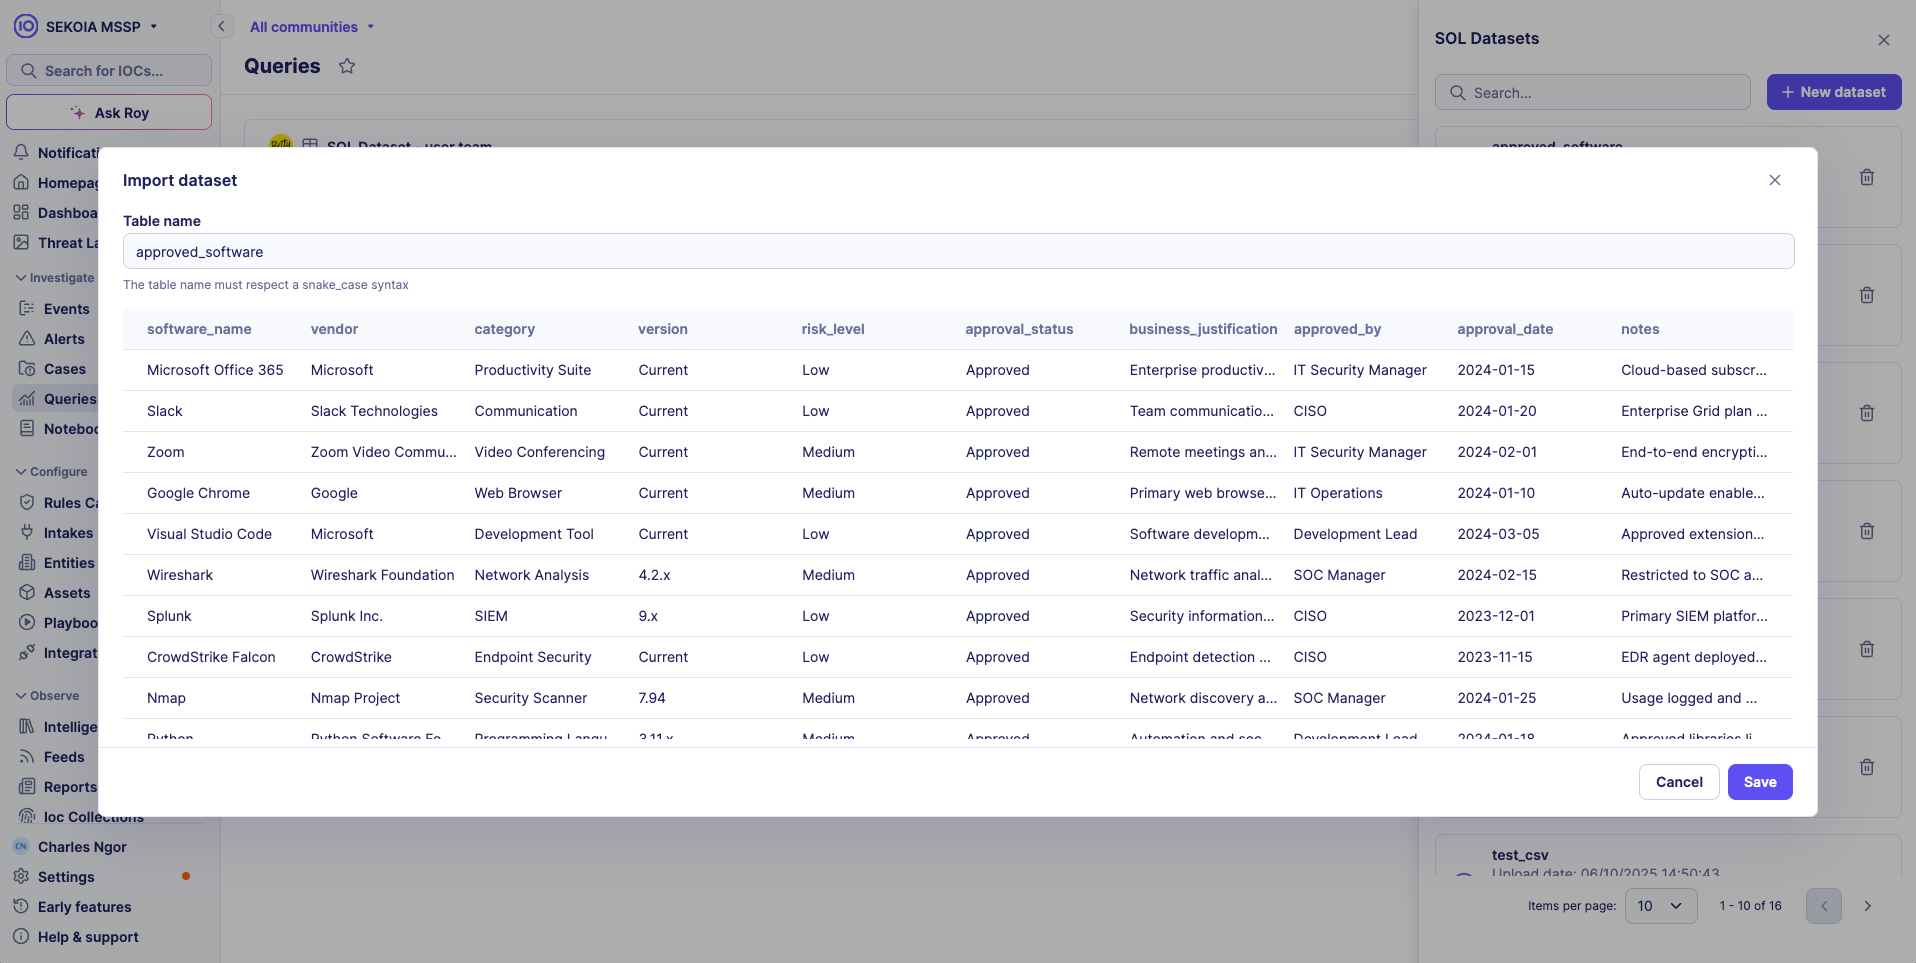 SEKOIA MSSP
Search for IOCs...
Ask Roy
Notificati
Homepag
Dashboa
Threat La
Investigate
Events
Alerts
Cases
Queries
Noteboo
Configure
Rules Ca
Intakes
Entities
Assets
Playboo
Integrat
Observe
Intellige
Feeds
Reports
Ioc Collections
CN Charles Ngor
Settings
Early features
Help & support
All communities
Queries
Betty SOL Dataset - user team
SOL Datasets
Search...
New dataset
approved_software
Import dataset
Table name
approved_software
The table name must respect a snake_case syntax
software_name vendor category version risk_level approval_status business_justification approved_by approval_date notes
Microsoft Office 365 Microsoft Productivity Suite Current Low Approved Enterprise productiv... IT Security Manager 2024-01-15 Cloud-based subscr...
Slack Slack Technologies Communication Current Low Approved Team communicatio... CISO 2024-01-20 Enterprise Grid plan ...
Zoom Zoom Video Commu... Video Conferencing Current Medium Approved Remote meetings an... IT Security Manager 2024-02-01 End-to-end encrypti...
Google Chrome Google Web Browser Current Medium Approved Primary web browse... IT Operations 2024-01-10 Auto-update enable...
Visual Studio Code Microsoft Development Tool Current Low Approved Software developm... Development Lead 2024-03-05 Approved extension...
Wireshark Wireshark Foundation Network Analysis 4.2.x Medium Approved Network traffic anal... SOC Manager 2024-02-15 Restricted to SOC a...
Splunk Splunk Inc. SIEM 9.x Low Approved Security information... CISO 2023-12-01 Primary SIEM platfor...
CrowdStrike Falcon CrowdStrike Endpoint Security Current Low Approved Endpoint detection ... CISO 2023-11-15 EDR agent deployed...
Nmap Nmap Project Security Scanner 7.94 Medium Approved Network discovery a... SOC Manager 2024-01-25 Usage logged and ...
Python Python Software Fo... Programming Langu... 3.11.x Medium Approved Automation and soc... Development Lead 2024-01-18 Approved libraries li...
Cancel
Save
test_csv
Upload date: 06/10/2025 14:50:43
Items per page: 10 1 - 10 of 16